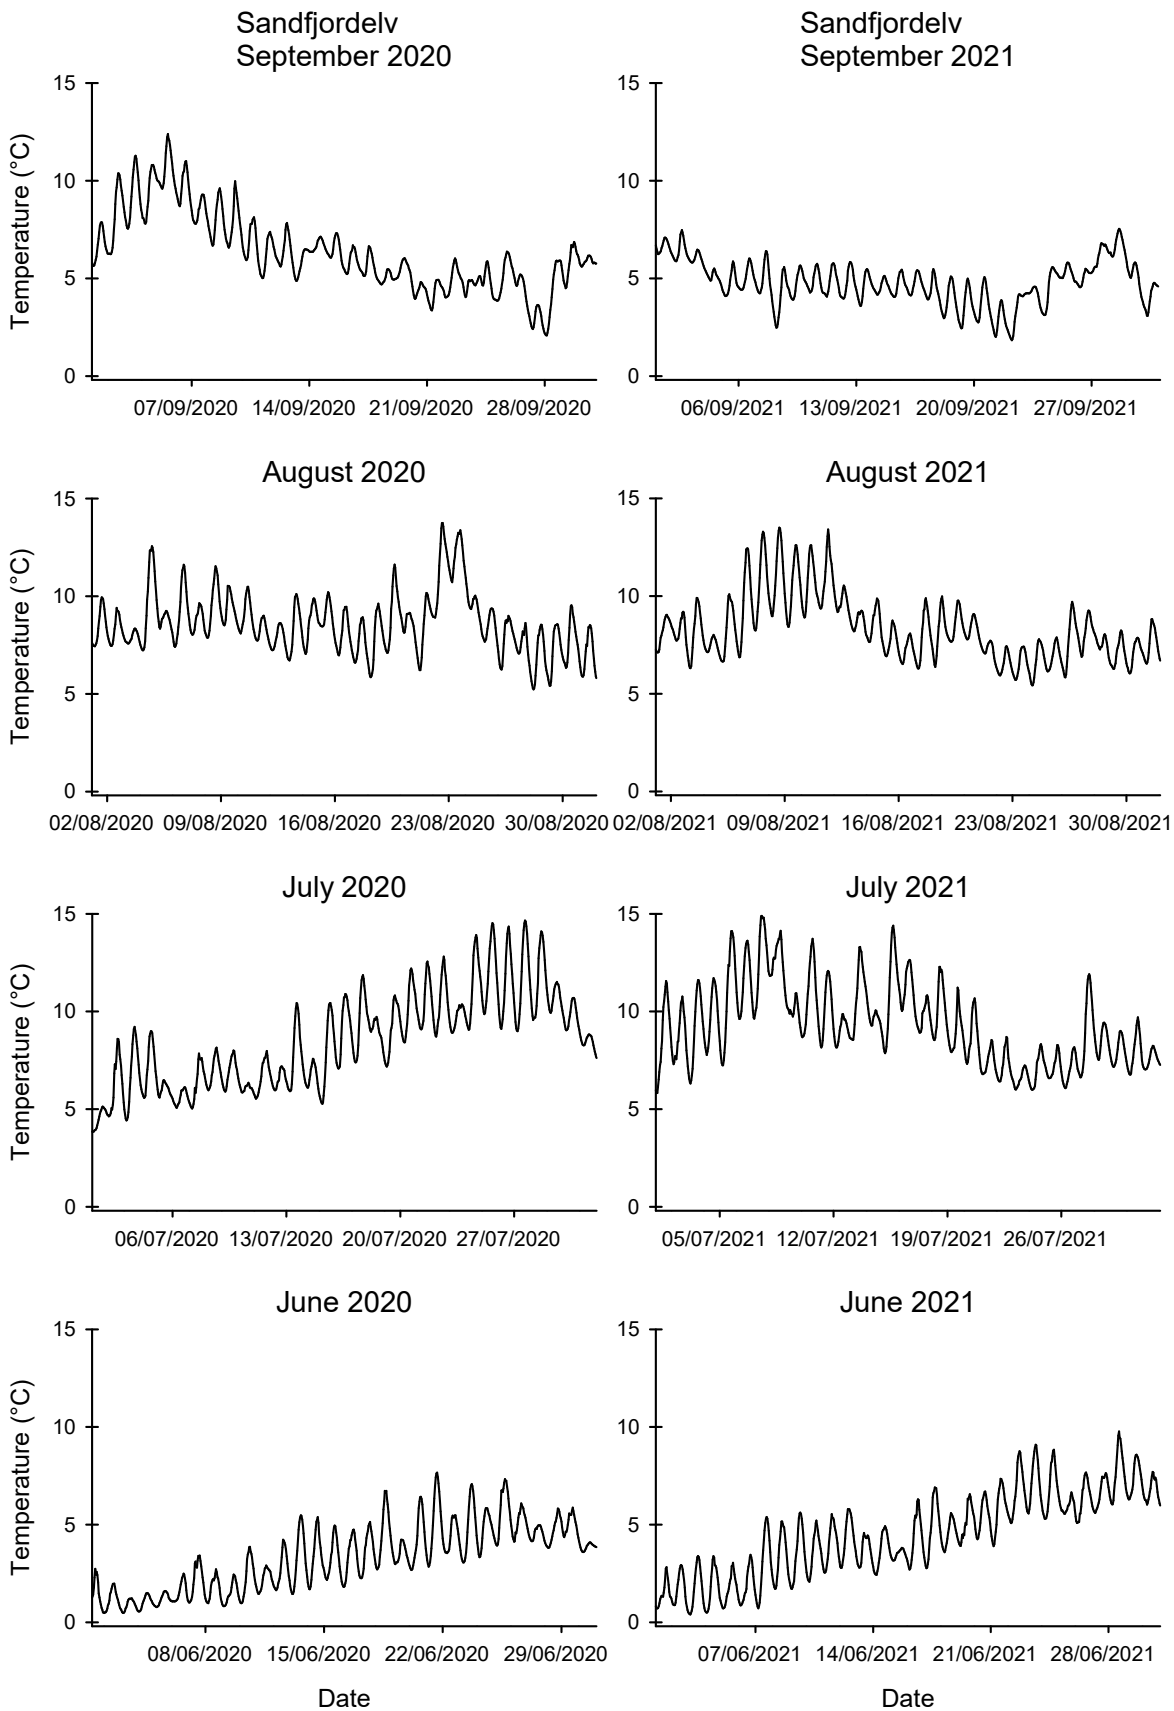 Sandfjordelv
September 2020
Sandfjordelv
September 2021
Temperature (°C)
15
10
5
0
07/09/2020 14/09/2020 21/09/2020 28/09/2020
15
10
5
0
06/09/2021 13/09/2021 20/09/2021 27/09/2021
August 2020
August 2021
Temperature (°C)
15
10
5
0
02/08/2020 09/08/2020 16/08/2020 23/08/2020 30/08/2020
15
10
5
0
02/08/2021 09/08/2021 16/08/2021 23/08/2021 30/08/2021
July 2020
July 2021
Temperature (°C)
15
10
5
0
06/07/2020 13/07/2020 20/07/2020 27/07/2020
15
10
5
0
05/07/2021 12/07/2021 19/07/2021 26/07/2021
June 2020
June 2021
Temperature (°C)
15
10
5
0
08/06/2020 15/06/2020 22/06/2020 29/06/2020
Date
15
10
5
0
07/06/2021 14/06/2021 21/06/2021 28/06/2021
Date